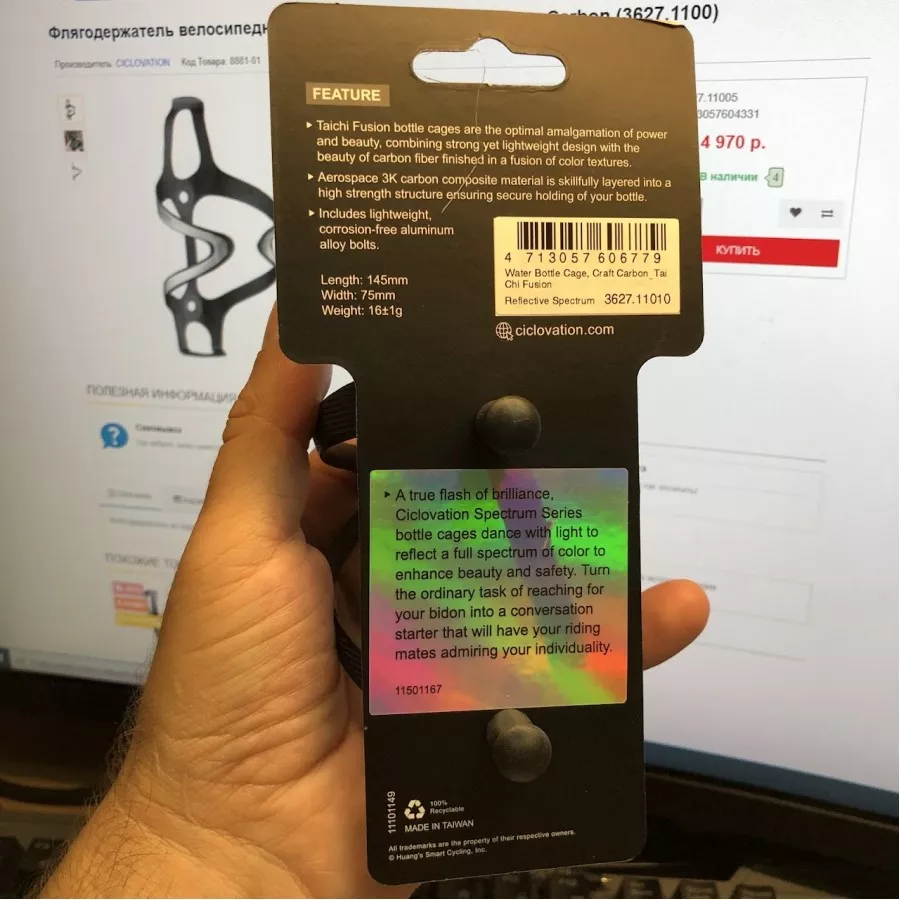 Флягодержатель
Carbon (3627.1100)
Производитель CICLOVATION Код Товара: 8881-01
7.11005
3057604331
4 970 р.
В наличии 4
КУПИТЬ
ПОЛЕЗНАЯ ИНФОРМАЦИЯ
Самовывоз
ПОХОЖИЕ
FEATURE
▸ Taichi Fusion bottle cages are the optimal amalgamation of power
and beauty, combining strong yet lightweight design with the
beauty of carbon fiber finished in a fusion of color textures.
▸ Aerospace 3K carbon composite material is skillfully layered into a
high strength structure ensuring secure holding of your bottle.
▸ Includes lightweight,
corrosion-free aluminum
alloy bolts.
Length: 145mm
Width: 75mm
Weight: 16±1g
4 713057 606779
Water Bottle Cage, Craft Carbon_Tai
Chi Fusion
Reflective Spectrum 3627.11010
ciclovation.com
▸ A true flash of brilliance,
Ciclovation Spectrum Series
bottle cages dance with light to
reflect a full spectrum of color to
enhance beauty and safety. Turn
the ordinary task of reaching for
your bidon into a conversation
starter that will have your riding
mates admiring your individuality.
11501167
11101149
100%
Recyclable
MADE IN TAIWAN
All trademarks are the property of their respective owners.
© Huang's Smart Cycling, Inc.